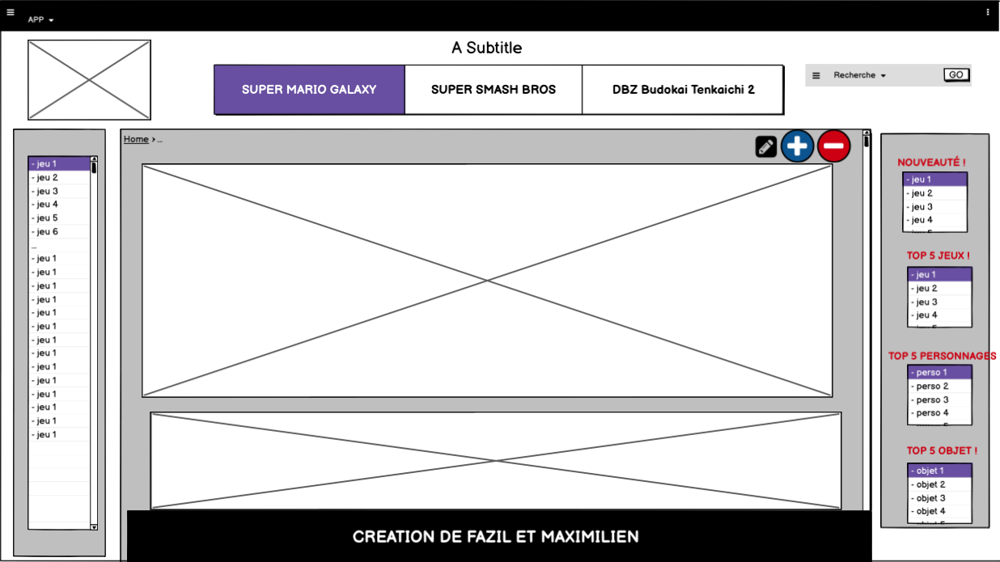 APP
A Subtitle
SUPER MARIO GALAXY
SUPER SMASH BROS
DBZ Budokai Tenkaichi 2
Recherche
GO
Home > ...
- jeu 1
- jeu 2
- jeu 3
- jeu 4
- jeu 5
- jeu 6
...
- jeu 1
- jeu 1
- jeu 1
- jeu 1
- jeu 1
- jeu 1
- jeu 1
- jeu 1
- jeu 1
- jeu 1
- jeu 1
- jeu 1
- jeu 1
- jeu 1
NOUVEAUTÉ !
- jeu 1
- jeu 2
- jeu 3
- jeu 4
TOP 5 JEUX !
- jeu 1
- jeu 2
- jeu 3
- jeu 4
TOP 5 PERSONNAGES
- perso 1
- perso 2
- perso 3
- perso 4
TOP 5 OBJET !
- objet 1
- objet 2
- objet 3
- objet 4
CREATION DE FAZIL ET MAXIMILIEN